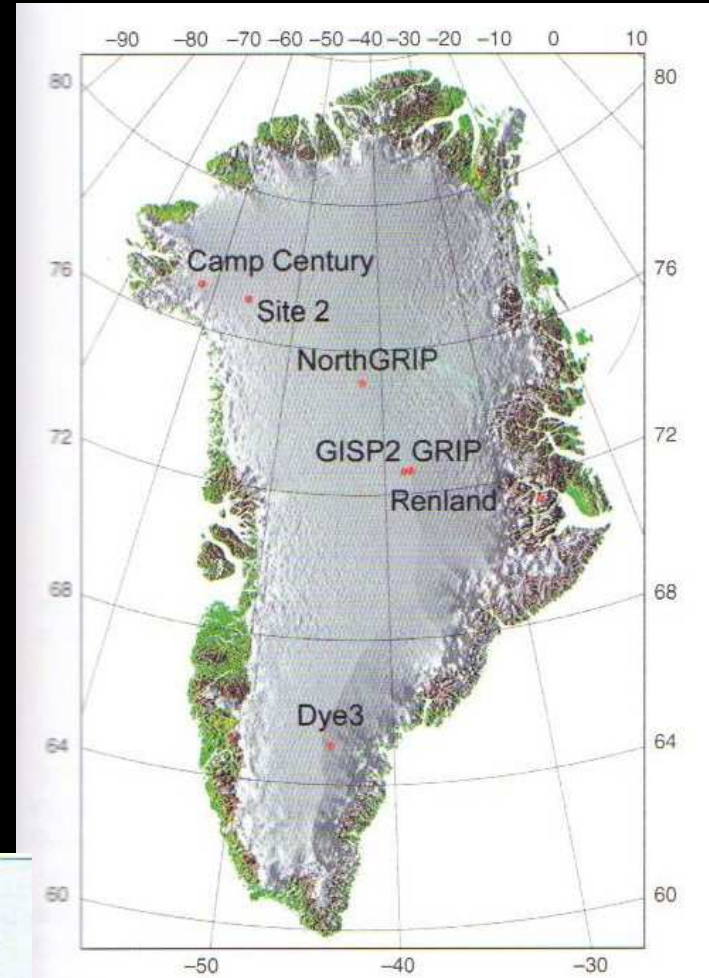 −90 −80 −70 −60 −50 −40 −30 −20 −10 0 10
80 80
Camp Century
76 76
Site 2
NorthGRIP
72 72
GISP2 GRIP
Renland
68 68
Dye3
64 64
60 60
−50 −40 −30